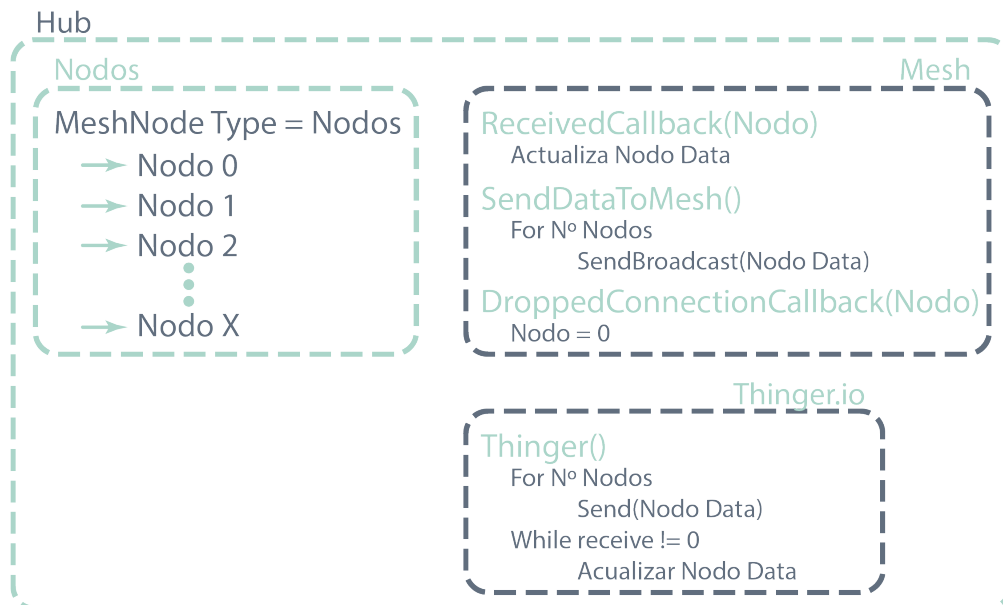 Hub
Nodos
MeshNode Type = Nodos
Nodo 0
Nodo 1
Nodo 2
Nodo X
Mesh
ReceivedCallback(Nodo)
Actualiza Nodo Data
SendDataToMesh()
For Nº Nodos
SendBroadcast(Nodo Data)
DroppedConnectionCallback(Nodo)
Nodo = 0
Thinger.io
Thinger()
For Nº Nodos
Send(Nodo Data)
While receive != 0
Acualizar Nodo Data